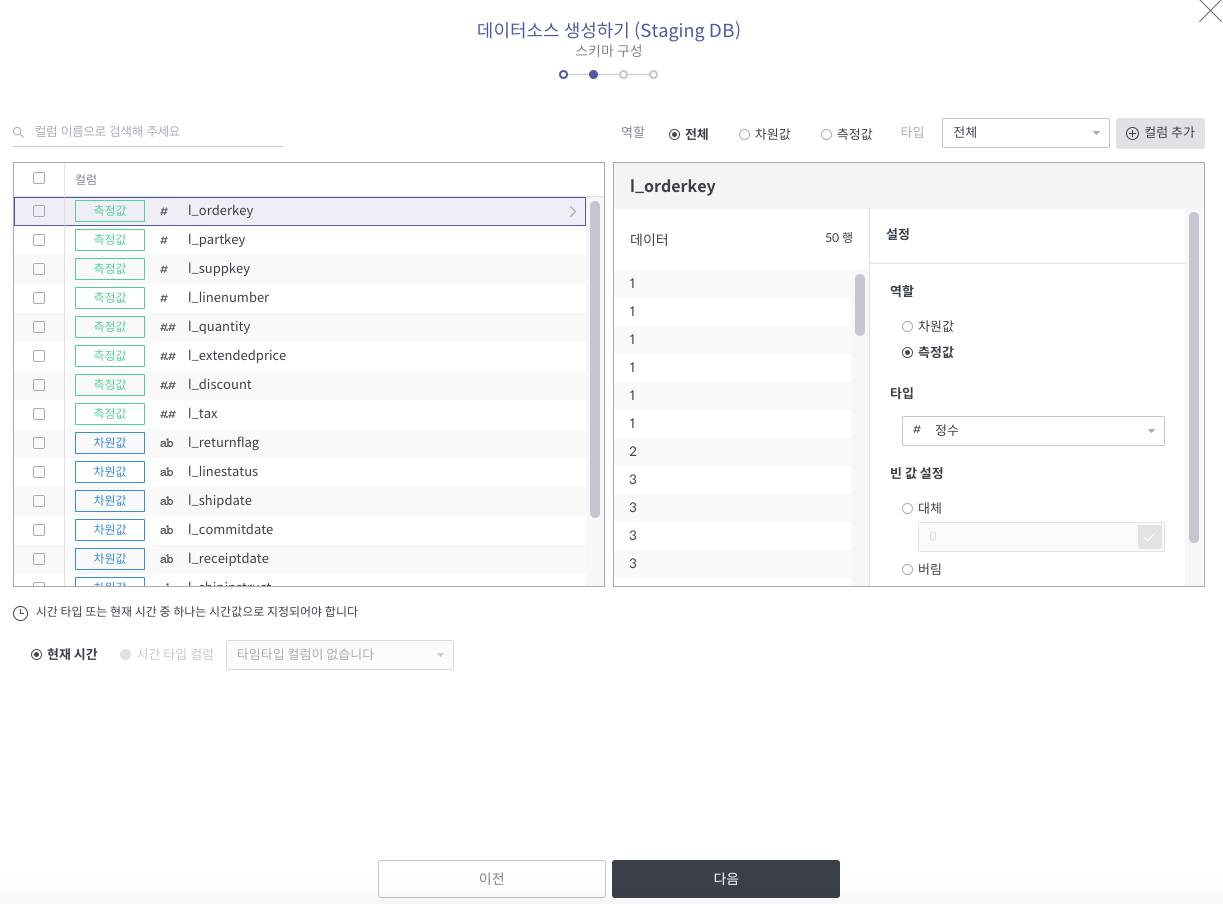 데이터소스 생성하기 (Staging DB)
스키마 구성
컬럼 이름으로 검색해 주세요
역할 전체 차원값 측정값 타입 전체 컬럼 추가
컬럼
측정값 # l_orderkey
측정값 # l_partkey
측정값 # l_suppkey
측정값 # l_linenumber
측정값 #.# l_quantity
측정값 #.# l_extendedprice
측정값 #.# l_discount
측정값 #.# l_tax
차원값 ab l_returnflag
차원값 ab l_linestatus
차원값 ab l_shipdate
차원값 ab l_commitdate
차원값 ab l_receiptdate
차원값 ab l_shipinstruct
l_orderkey
데이터 50 행
1
1
1
1
1
1
2
3
3
3
3
설정
역할
차원값
측정값
타입
# 정수
빈 값 설정
대체
0
버림
시간 타입 또는 현재 시간 중 하나는 시간값으로 지정되어야 합니다
현재 시간 시간 타입 컬럼 타임타입 컬럼이 없습니다
이전 다음